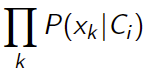 ∏ P(x_k|C_i)
k